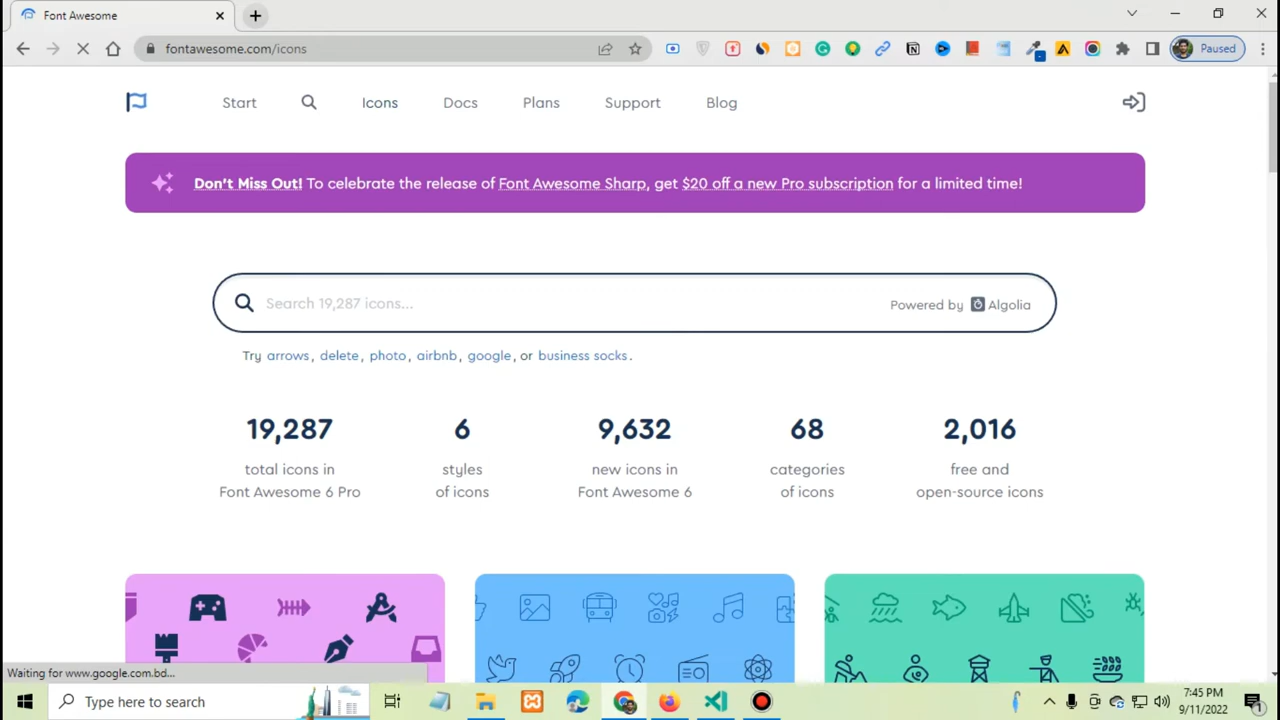 Font Awesome
fontawesome.com/icons
Paused
Start Icons Docs Plans Support Blog
Don't Miss Out! To celebrate the release of Font Awesome Sharp, get $20 off a new Pro subscription for a limited time!
Search 19,287 icons...
Powered by Algolia
Try arrows, delete, photo, airbnb, google, or business socks.
19,287 6 9,632 68 2,016
total icons in styles new icons in categories free and
Font Awesome 6 Pro of icons Font Awesome 6 of icons open-source icons
Waiting for www.google.com.bd...
Type here to search
7:45 PM
9/11/2022